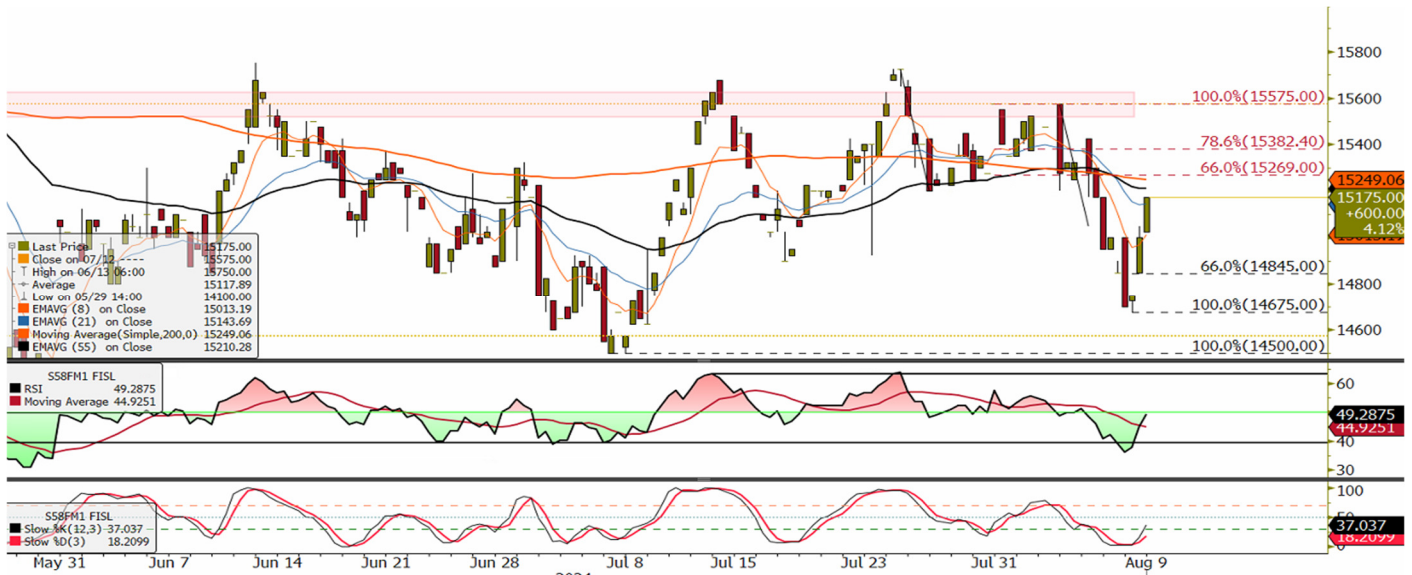 15800
100.0%(15575.00)
15600
78.6%(15382.40)
15400
66.0%(15269.00)
15249.06
15175.00
+600.00
4.12%
66.0%(14845.00)
14800
100.0%(14675.00)
14600
100.0%(14500.00)
Last Price 15175.00
Close on 07/12 ---- 15575.00
High on 06/13 06:00 15750.00
Average 15117.89
Low on 05/29 14:00 14100.00
EMAVG (8) on Close 15013.19
EMAVG (21) on Close 15143.69
Moving Average(Simple,200,0) 15249.06
EMAVG (55) on Close 15210.28
S58FM1 FISL
RSI 49.2875
Moving Average 44.9251
60
49.2875
44.9251
40
30
S58FM1 FISL
Slow %K(12,3) 37.037
Slow %D(3) 18.2099
100
50
37.037
18.2099
0
May 31 Jun 7 Jun 14 Jun 21 Jun 28 Jul 8 Jul 15 Jul 23 Jul 31 Aug 9